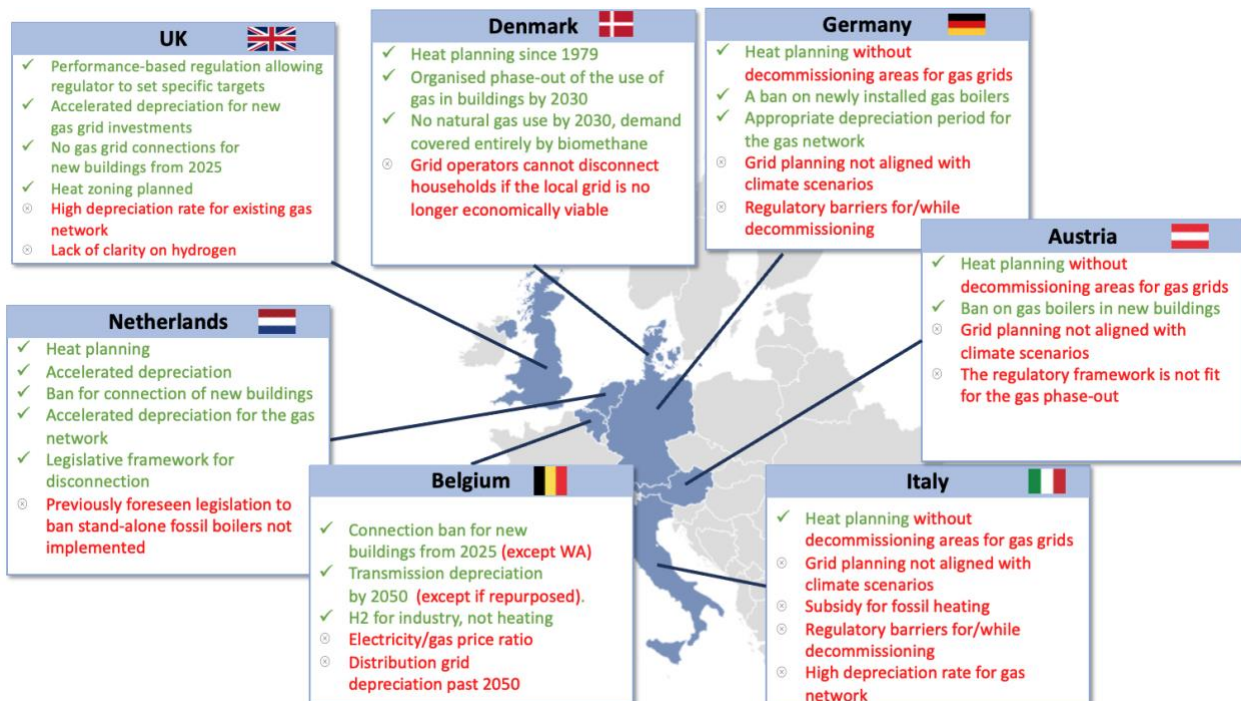 UK
Performance-based regulation allowing
regulator to set specific targets
Accelerated depreciation for new
gas grid investments
No gas grid connections for
new buildings from 2025
Heat zoning planned
High depreciation rate for existing gas
network
Lack of clarity on hydrogen
Denmark
Heat planning since 1979
Organised phase-out of the use of
gas in buildings by 2030
No natural gas use by 2030, demand
covered entirely by biomethane
Grid operators cannot disconnect
households if the local grid is no
longer economically viable
Germany
Heat planning without
decommissioning areas for gas grids
A ban on newly installed gas boilers
Appropriate depreciation period for
the gas network
Grid planning not aligned with
climate scenarios
Regulatory barriers for/while
decommissioning
Austria
Heat planning without
decommissioning areas for gas grids
Ban on gas boilers in new buildings
Grid planning not aligned with
climate scenarios
The regulatory framework is not fit
for the gas phase-out
Netherlands
Heat planning
Accelerated depreciation
Ban for connection of new buildings
Accelerated depreciation for the gas
network
Legislative framework for
disconnection
Previously foreseen legislation to
ban stand-alone fossil boilers not
implemented
Belgium
Connection ban for new
buildings from 2025 (except WA)
Transmission depreciation
by 2050 (except if repurposed).
H2 for industry, not heating
Electricity/gas price ratio
Distribution grid
depreciation past 2050
Italy
Heat planning without
decommissioning areas for gas grids
Grid planning not aligned with
climate scenarios
Subsidy for fossil heating
Regulatory barriers for/while
decommissioning
High depreciation rate for gas
network